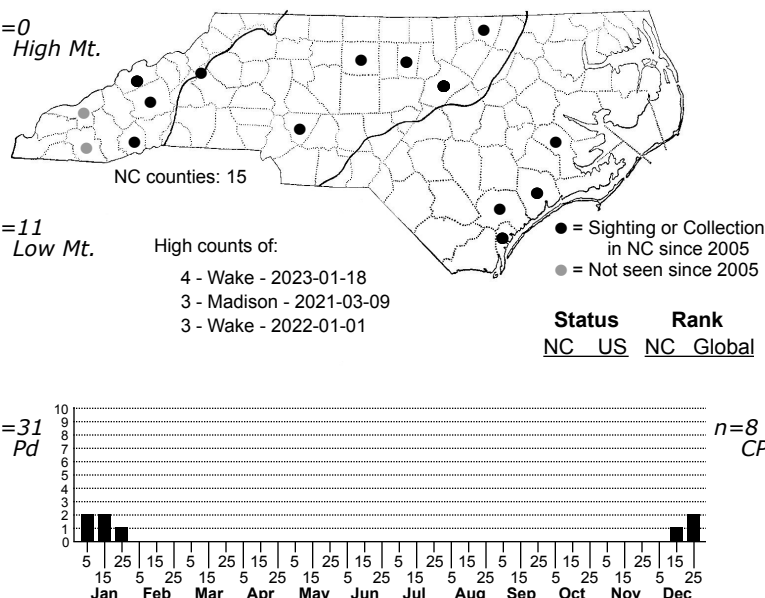 =0
High Mt.
NC counties: 15
=11
Low Mt.
High counts of:
4 - Wake - 2023-01-18
3 - Madison - 2021-03-09
3 - Wake - 2022-01-01
= Sighting or Collection
in NC since 2005
= Not seen since 2005
Status Rank
NC US NC Global
=31
Pd
10
9
8
7
6
5
4
3
2
1
0
n=8
CP
5 25 15 5 25 15 5 25 15 5 25 15 5 25 15 5 25 15
15 5 25 15 5 25 15 5 25 15 5 25 15 5 25 15 5 25
Jan Feb Mar Apr May Jun Jul Aug Sep Oct Nov Dec